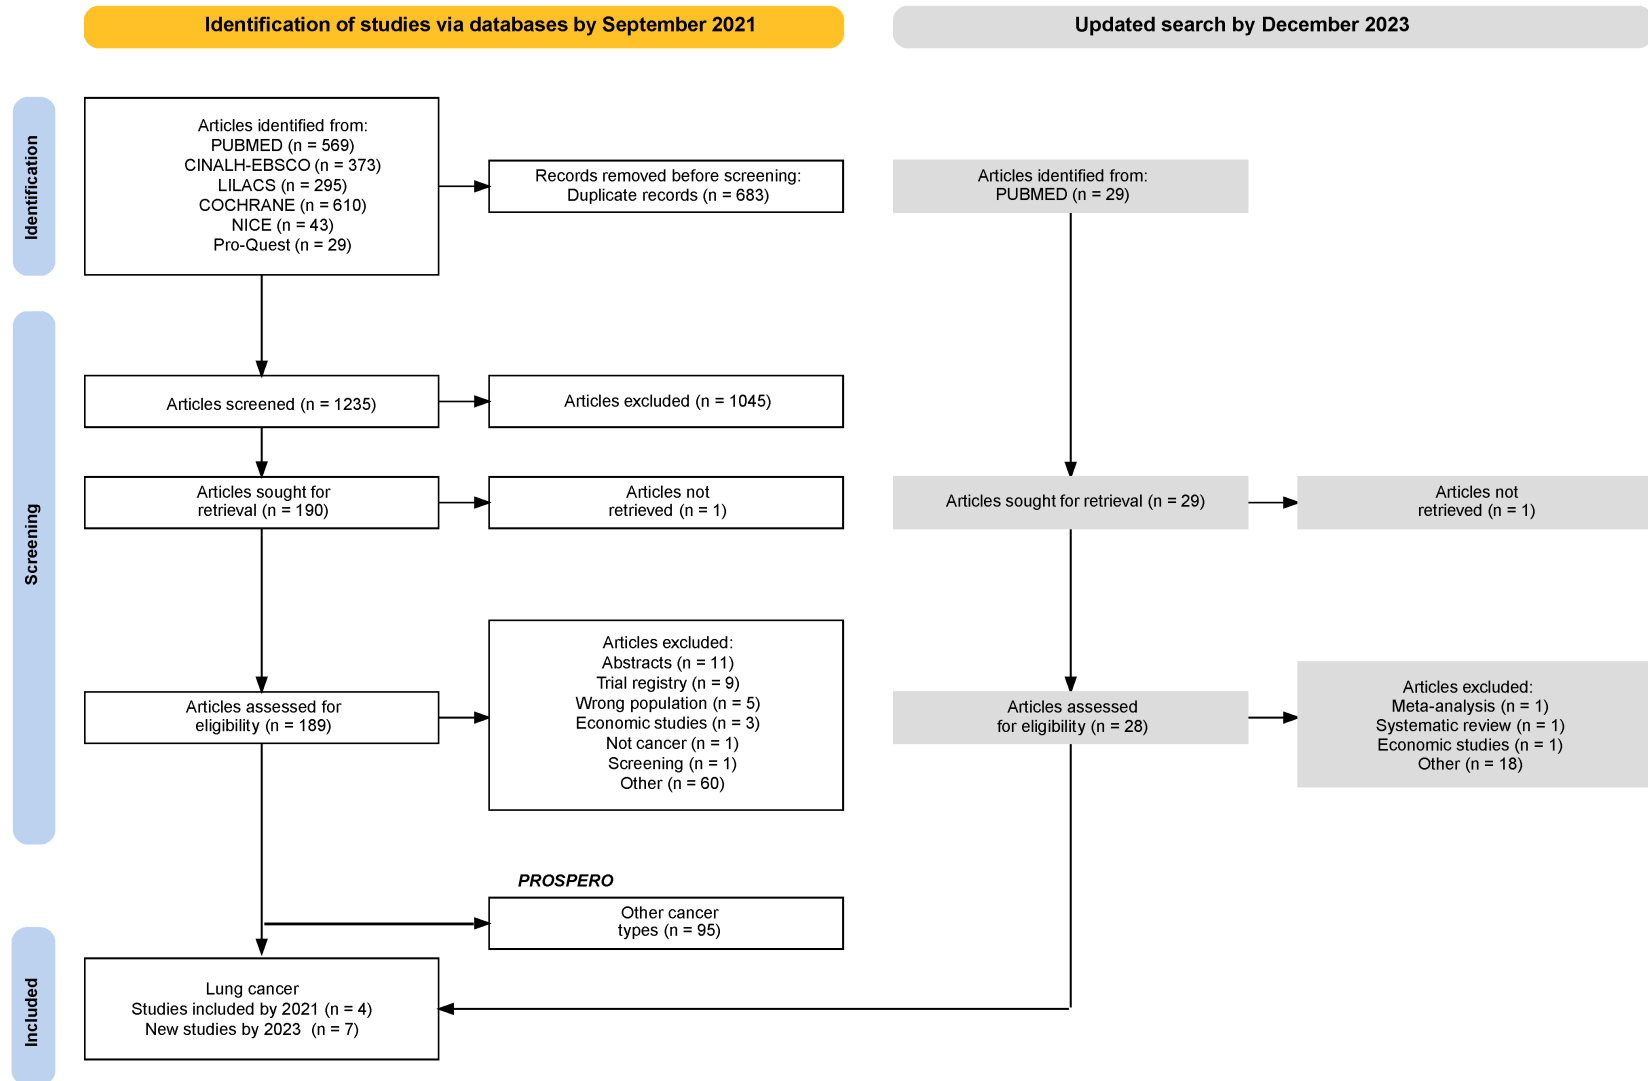 Identification of studies via databases by September 2021
Updated search by December 2023
Identification
Articles identified from:
PUBMED (n = 569)
CINALH-EBSCO (n = 373)
LILACS (n = 295)
COCHRANE (n = 610)
NICE (n = 43)
Pro-Quest (n = 29)
Records removed before screening:
Duplicate records (n = 683)
Articles identified from:
PUBMED (n = 29)
Screening
Articles screened (n = 1235)
Articles excluded (n = 1045)
Articles sought for
retrieval (n = 190)
Articles not
retrieved (n = 1)
Articles sought for retrieval (n = 29)
Articles not
retrieved (n = 1)
Articles assessed for
eligibility (n = 189)
Articles excluded:
Abstracts (n = 11)
Trial registry (n = 9)
Wrong population (n = 5)
Economic studies (n = 3)
Not cancer (n = 1)
Screening (n = 1)
Other (n = 60)
Articles assessed
for eligibility (n = 28)
Articles excluded:
Meta-analysis (n = 1)
Systematic review (n = 1)
Economic studies (n = 1)
Other (n = 18)
PROSPERO
Other cancer
types (n = 95)
Included
Lung cancer
Studies included by 2021 (n = 4)
New studies by 2023 (n = 7)